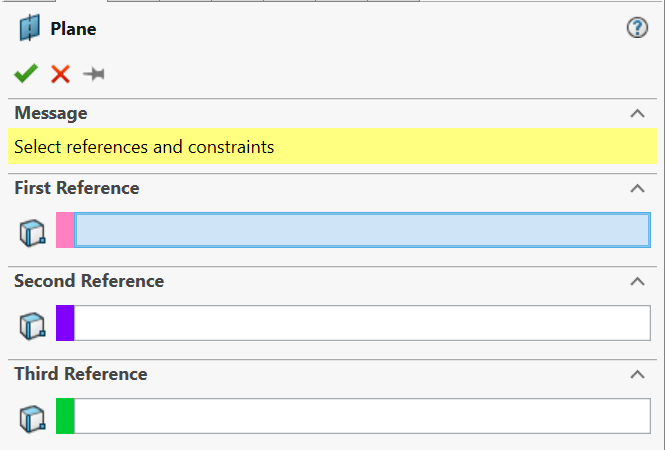 Plane
Message
Select references and constraints
First Reference
Second Reference
Third Reference